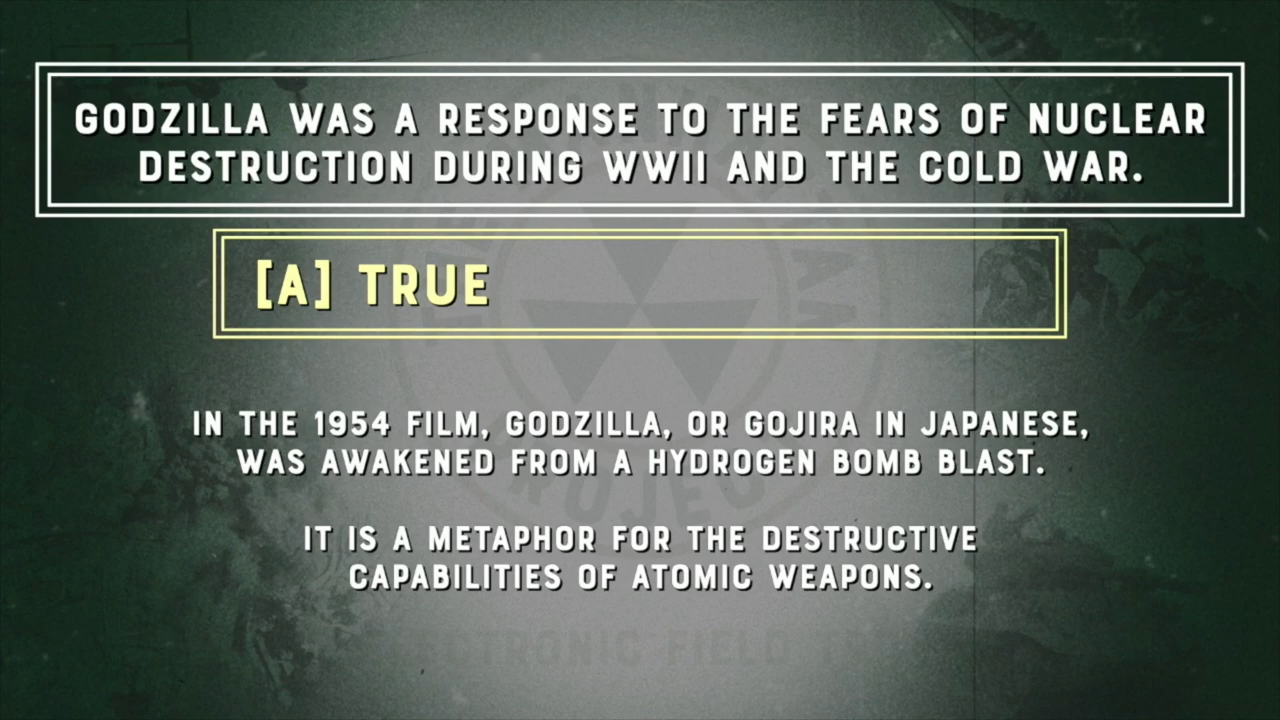 GODZILLA WAS A RESPONSE TO THE FEARS OF NUCLEAR
DESTRUCTION DURING WWII AND THE COLD WAR.
[A] TRUE
IN THE 1954 FILM, GODZILLA, OR GOJIRA IN JAPANESE,
WAS AWAKENED FROM A HYDROGEN BOMB BLAST.
IT IS A METAPHOR FOR THE DESTRUCTIVE
CAPABILITIES OF ATOMIC WEAPONS.
ELECTRONIC FIELD